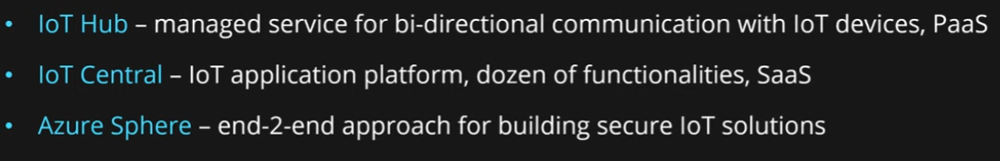 • IoT Hub – managed service for bi-directional communication with IoT devices, PaaS
• IoT Central – IoT application platform, dozen of functionalities, SaaS
• Azure Sphere – end-2-end approach for building secure IoT solutions